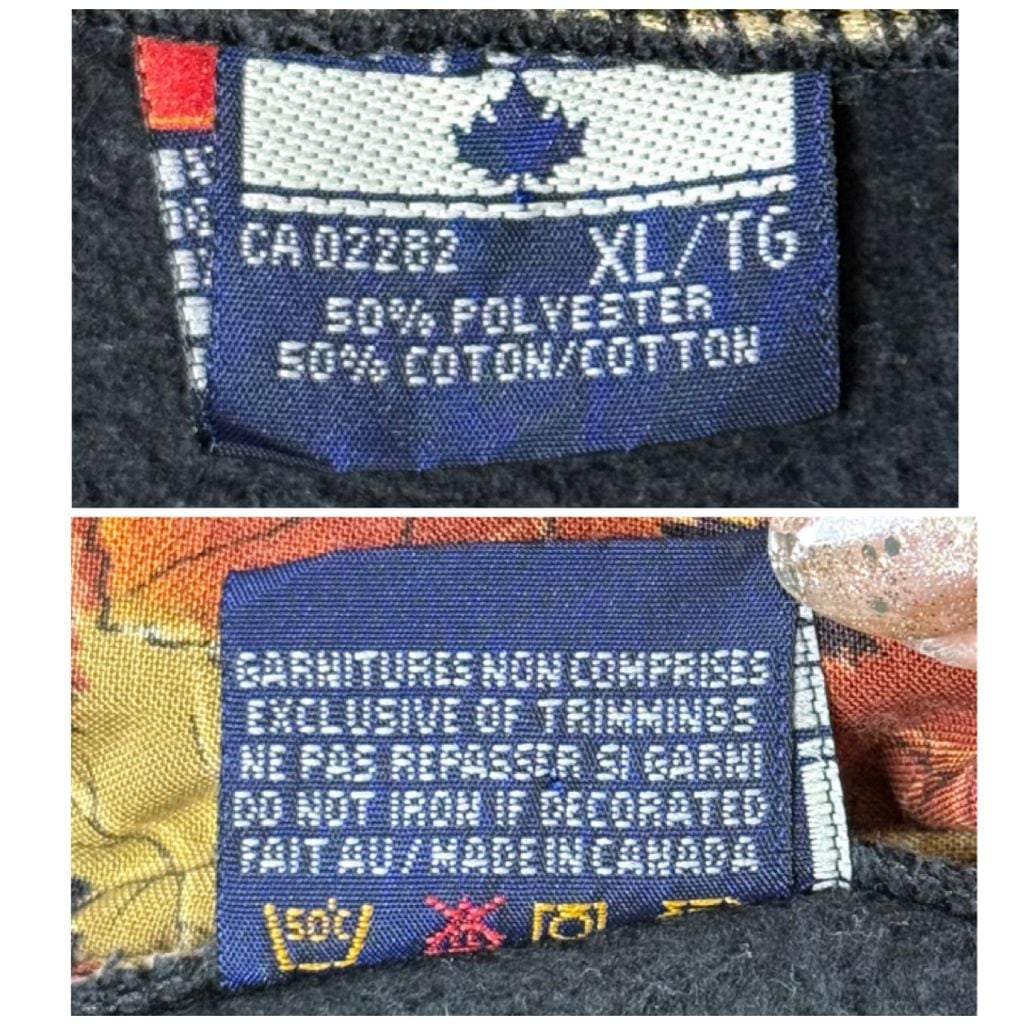 CA 02282 XL/TG
50% POLYESTER
50% COTON/COTTON
GARNITURES NON COMPRISES
EXCLUSIVE OF TRIMMINGS
NE PAS REPASSER SI GARNI
DO NOT IRON IF DECORATED
FAIT AU/MADE IN CANADA
50°C